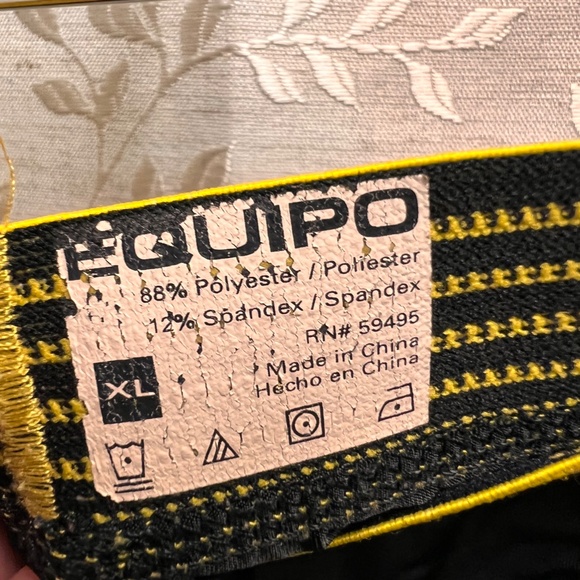 EQUIPO
88% Polyester / Poliester
12% Spandex / Spandex
RN# 59495
Made in China
Hecho en China
XL